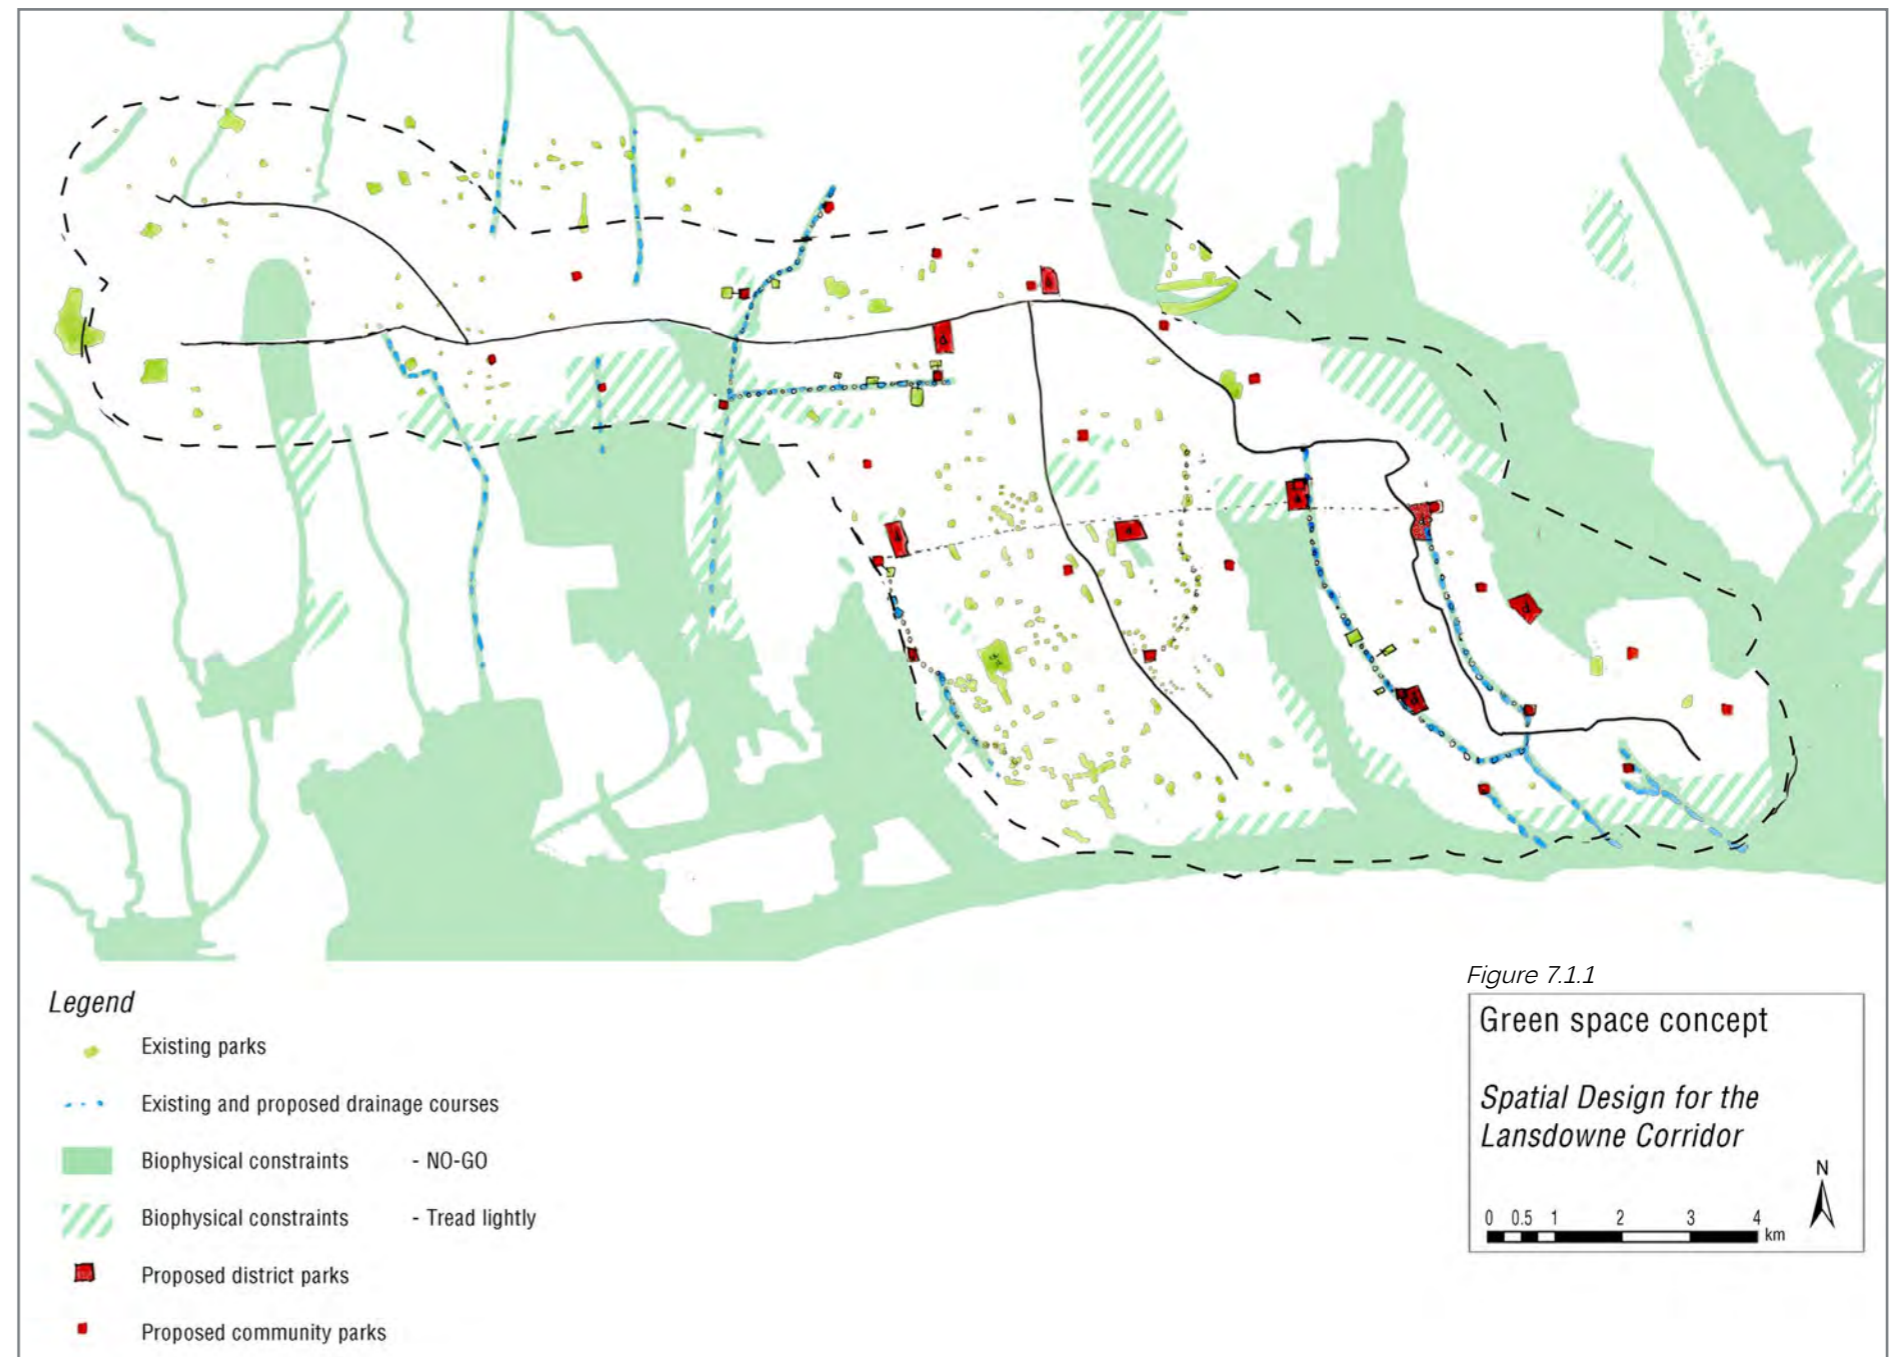 Figure 7.1.1
Green space concept
Spatial Design for the
Lansdowne Corridor
N
0 0.5 1 2 3 4
km
Legend
Existing parks
Existing and proposed drainage courses
Biophysical constraints - NO-GO
Biophysical constraints - Tread lightly
Proposed district parks
Proposed community parks